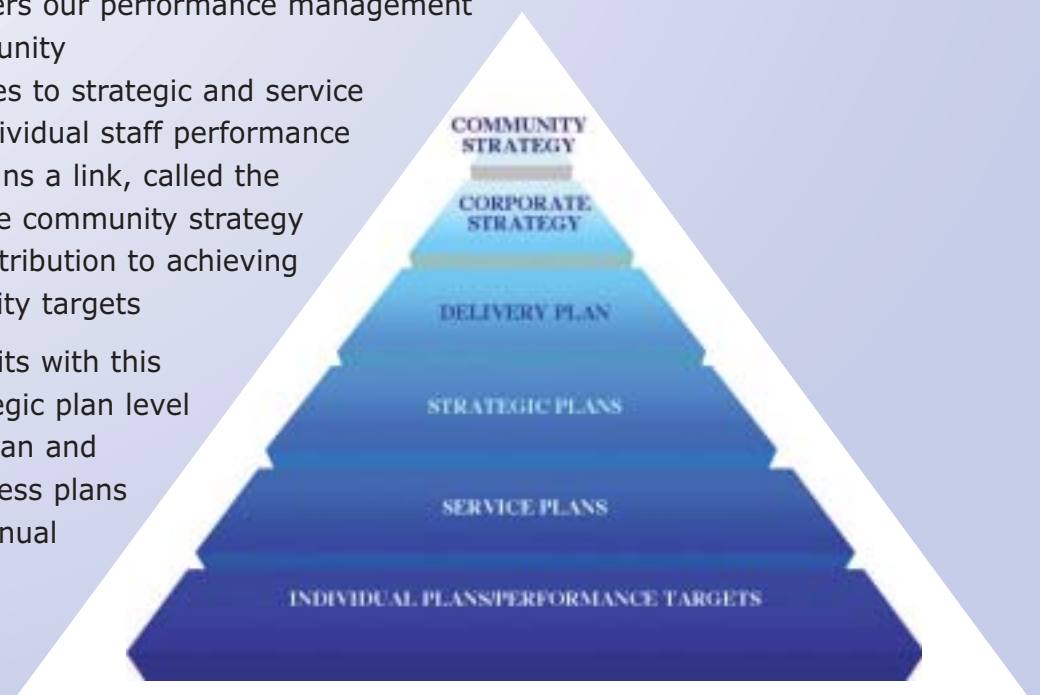 ers our performance management
unity
es to strategic and service
ividual staff performance
ns a link, called the
e community strategy
tribution to achieving
ity targets
its with this
egic plan level
an and
ess plans
nual
COMMUNITY
STRATEGY
CORPORATE
STRATEGY
DELIVERY PLAN
STRATEGIC PLANS
SERVICE PLANS
INDIVIDUAL PLANS/PERFORMANCE TARGETS